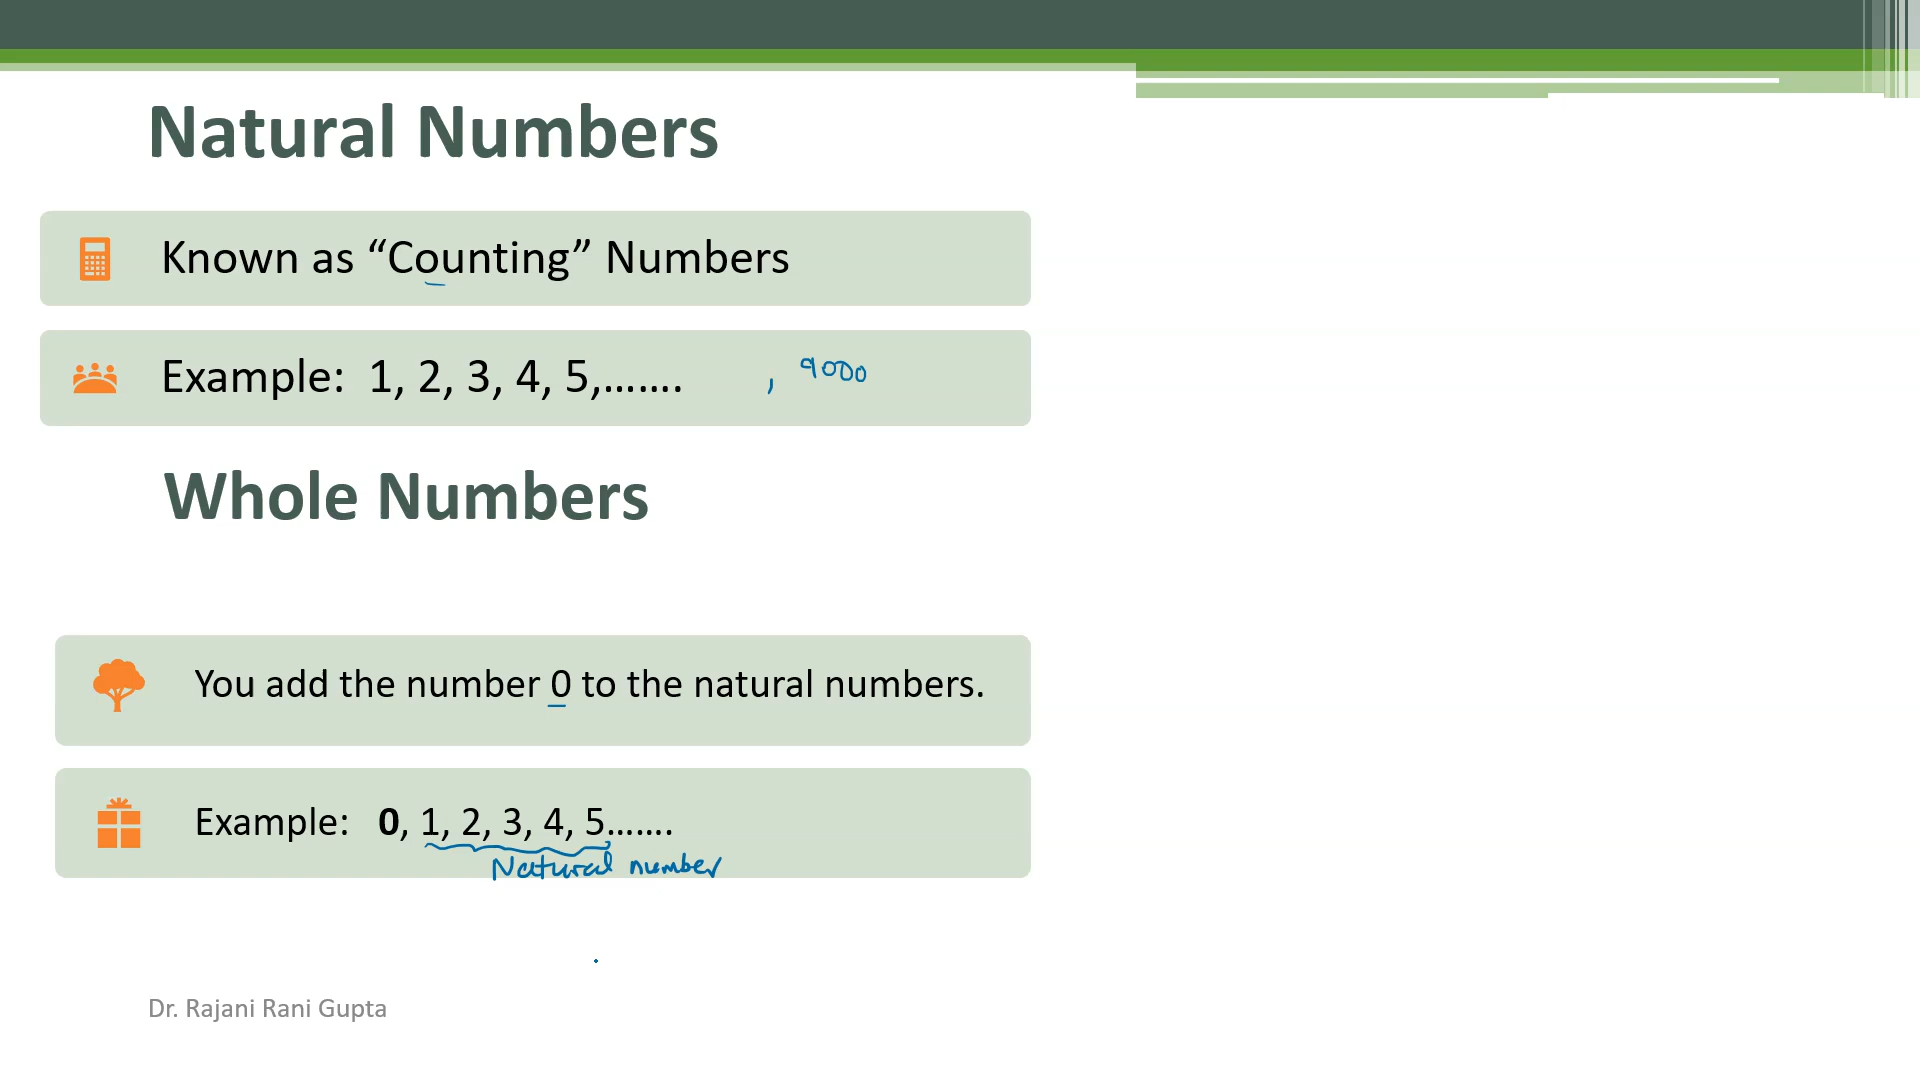 Natural Numbers
Known as “Counting” Numbers
Example: 1, 2, 3, 4, 5,....... , 9000
Whole Numbers
You add the number 0 to the natural numbers.
Example: 0, 1, 2, 3, 4, 5.......
Natural number
Dr. Rajani Rani Gupta